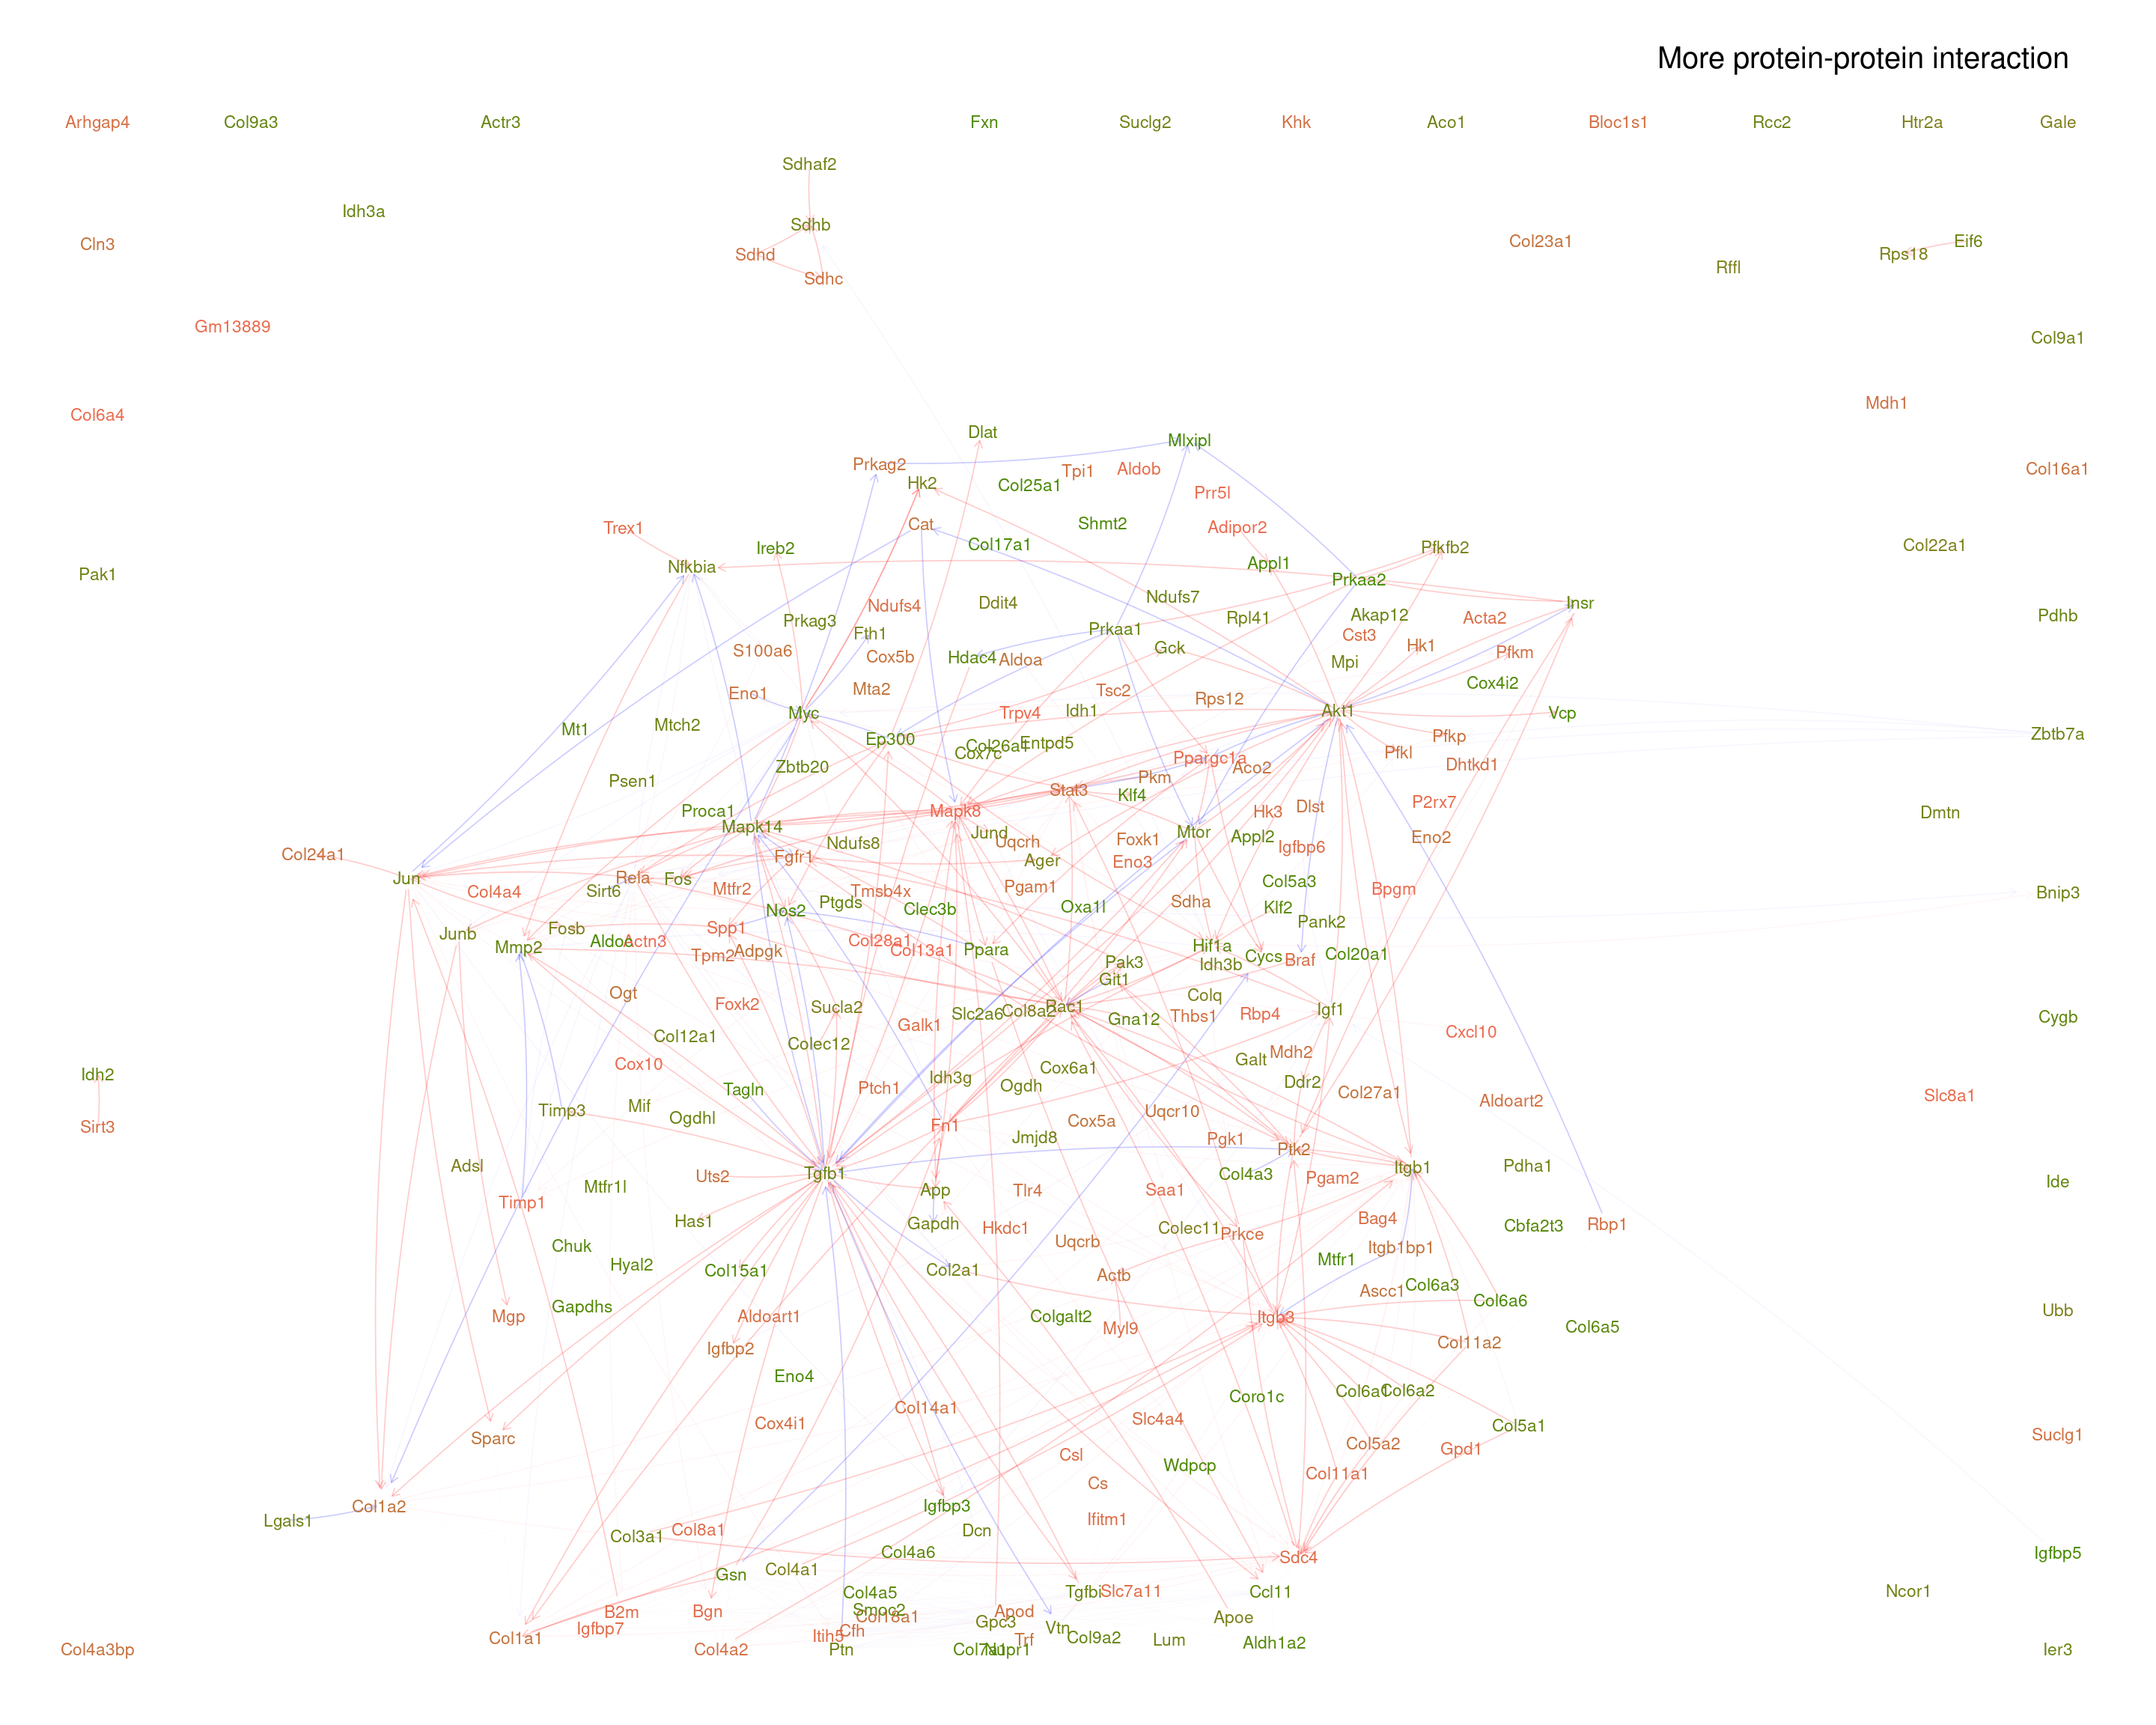 More protein-protein interaction
Arhgap4
Col9a3
Actr3
Fxn
Suclg2
Khk
Aco1
Bloc1s1
Rcc2
Htr2a
Gale
Sdhaf2
Idh3a
Sdhb
Cln3
Sdhd
Col23a1
Eif6
Rps18
Rffl
Sdhc
Gm13889
Col9a1
Mdh1
Col6a4
Dlat
Mlxipl
Prkag2
Tpi1
Aldob
Col16a1
Hk2
Col25a1
Prr5l
Cat
Shmt2
Trex1
Adipor2
Ireb2
Col17a1
Pfkfb2
Col22a1
Nfkbia
Appl1
Pak1
Prkaa2
Ndufs7
Ddit4
Insr
Ndufs4
Akap12
Pdhb
Prkag3
Rpl41
Acta2
Fth1
Prkaa1
Cst3
S100a6
Gck
Hk1
Cox5b
Hdac4
Aldoa
Mpi
Pfkm
Eno1
Mta2
Tsc2
Rps12
Cox4i2
Myc
Trpv4
Idh1
Akt1
Vcp
Mt1
Mtch2
Ep300
Col26a1
Entpd5
Pfkp
Zbtb7a
Cox7c
Ppargc1a
Pfkl
Zbtb20
Aco2
Dhtkd1
Psen1
Pkm
Stat3
Klf4
Proca1
Mapk8
Hk3
Dlst
P2rx7
Dmtn
Mapk14
Jund
Mtor
Ndufs8
Uqcrh
Foxk1
Appl2
Eno2
Col24a1
Fgfr1
Ager
Eno3
Igfbp6
Jun
Rela
Fos
Col4a4
Sirt6
Mtfr2
Tmsb4x
Pgam1
Col5a3
Bpgm
Bnip3
Nos2
Ptgds
Clec3b
Oxa1l
Sdha
Klf2
Pank2
Junb
Fosb
Spp1
Mmp2
Aldoc
Actn3
Tpm2
Adpgk
Col28a1
Col13a1
Ppara
Hif1a
Cycs
Braf
Col20a1
Pak3
Idh3b
Git1
Ogt
Foxk2
Sucla2
Slc2a6
Col8a2
Rac1
Colq
Igf1
Galk1
Gna12
Thbs1
Rbp4
Cygb
Col12a1
Colec12
Cxcl10
Cox10
Galt
Mdh2
Idh2
Idh3g
Cox6a1
Ddr2
Tagln
Ptch1
Ogdh
Col27a1
Slc8a1
Timp3
Mif
Ogdhl
Aldoart2
Sirt3
Fn1
Cox5a
Uqcr10
Jmjd8
Pgk1
Ptk2
Adsl
Uts2
Tgfb1
Col4a3
Itgb1
Pdha1
Mtfr1l
App
Tlr4
Saa1
Pgam2
Ide
Timp1
Has1
Gapdh
Hkdc1
Colec11
Prkce
Bag4
Cbfa2t3
Rbp1
Chuk
Uqcrb
Itgb1bp1
Hyal2
Col15a1
Col2a1
Actb
Mtfr1
Ascc1
Col6a3
Gapdhs
Col6a6
Ubb
Mgp
Aldoart1
Colgalt2
Myl9
Itgb3
Col6a5
Igfbp2
Col11a2
Eno4
Coro1c
Col6a1
Col6a2
Col14a1
Cox4i1
Slc4a4
Col5a1
Sparc
Csl
Col5a2
Gpd1
Suclg1
Wdpcp
Col11a1
Cs
Col1a2
Igfbp3
Lgals1
Col3a1
Col8a1
Dcn
Ifitm1
Col4a6
Sdc4
Igfbp5
Gsn
Col4a1
Col4a5
Tgfbi
Slc7a11
Ccl11
Ncor1
B2m
Bgn
Smoc2
Col18a1
Apod
Apoe
Igfbp7
Cfh
Gpc3
Vtn
Col1a1
Itih5
Trf
Col9a2
Lum
Aldh1a2
Col4a3bp
Col4a2
Ptn
Col7a1
Nupr1
Ier3